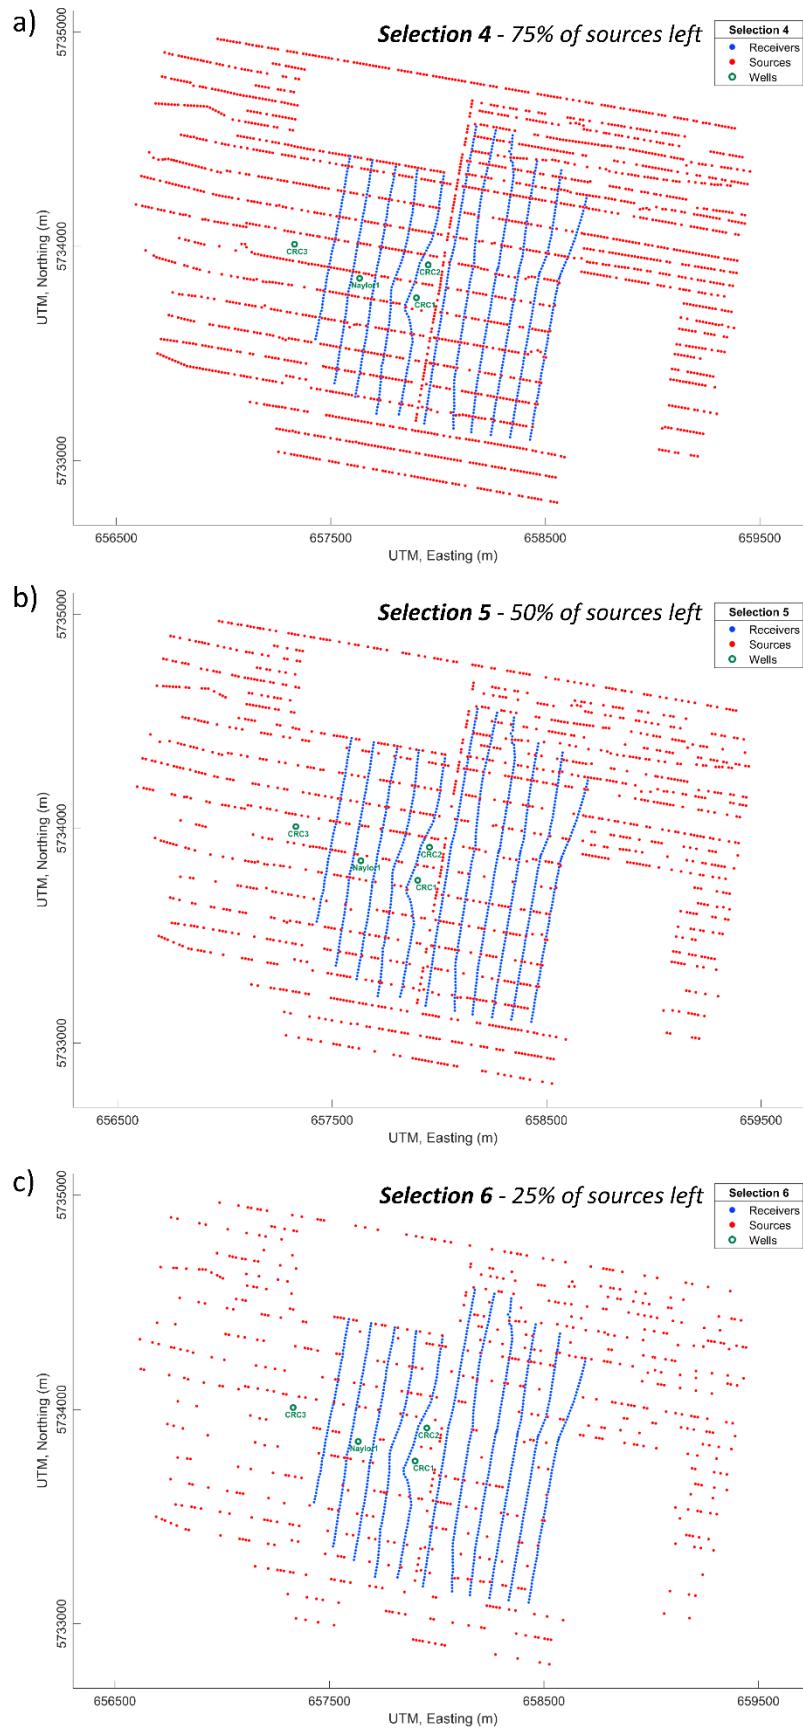 a)
Selection 4 - 75% of sources left
Selection 4
Receivers
Sources
Wells
5735000
5734000
5733000
UTM, Northing (m)
CRC3
CRC2
Naylor1
CRC1
656500
657500
658500
659500
UTM, Easting (m)
b)
Selection 5 - 50% of sources left
Selection 5
Receivers
Sources
Wells
5735000
5734000
5733000
UTM, Northing (m)
CRC3
CRC2
Naylor1
CRC1
656500
657500
658500
659500
UTM, Easting (m)
c)
Selection 6 - 25% of sources left
Selection 6
Receivers
Sources
Wells
5735000
5734000
5733000
UTM, Northing (m)
CRC3
CRC2
Naylor1
CRC1
656500
657500
658500
659500
UTM, Easting (m)